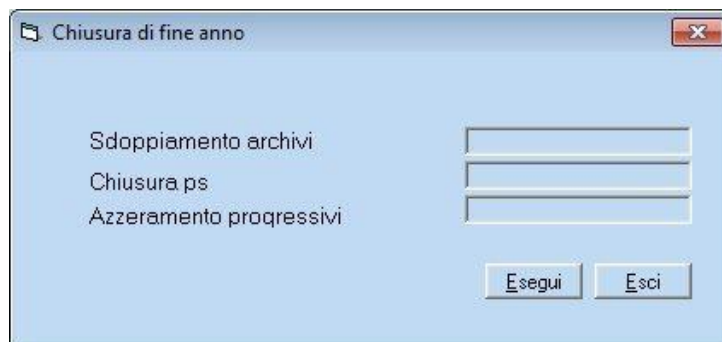 Chiusura di fine anno
Sdoppiamento archivi
Chiusura ps
Azzeramento progressivi
Esegui Esci